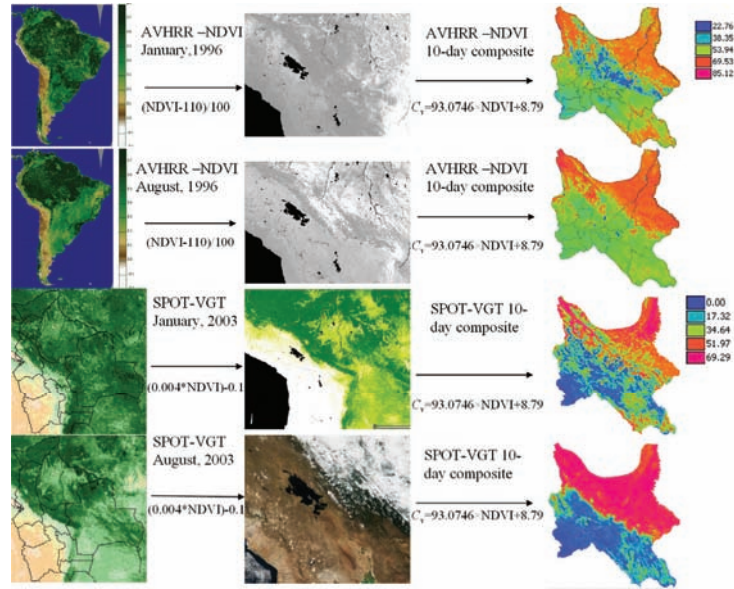 AVHRR –NDVI
January,1996
(NDVI-110)/100
AVHRR –NDVI
10-day composite
Cv=93.0746×NDVI+8.79
22.76
38.35
53.94
69.53
85.12
AVHRR –NDVI
August, 1996
(NDVI-110)/100
AVHRR –NDVI
10-day composite
Cv=93.0746×NDVI+8.79
SPOT-VGT
January, 2003
(0.004*NDVI)-0.1
SPOT-VGT 10-
day composite
Cv=93.0746×NDVI+8.79
0.00
17.32
34.64
51.97
69.29
SPOT-VGT
August, 2003
(0.004*NDVI)-0.1
SPOT-VGT 10-
day composite
Cv=93.0746×NDVI+8.79